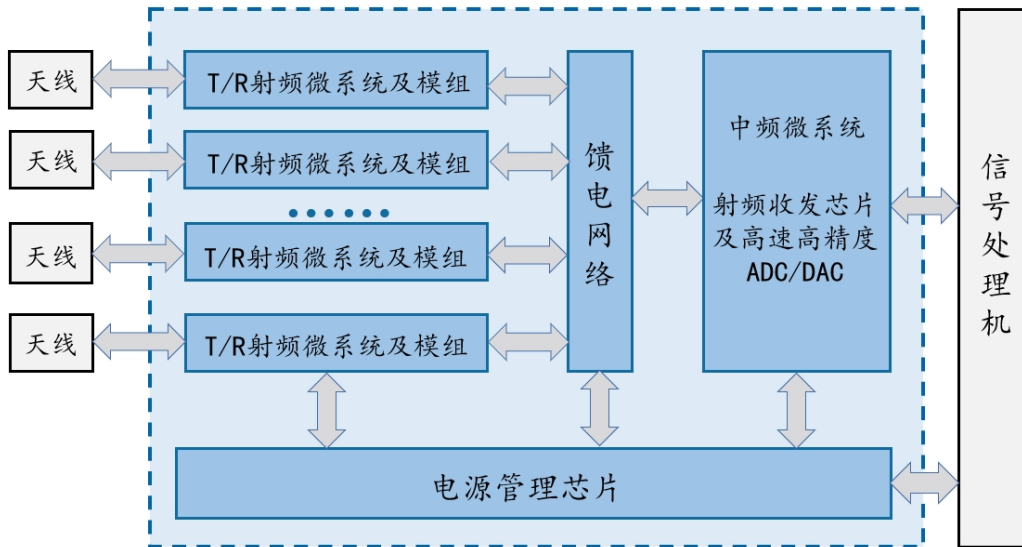 天线
T/R射频微系统及模组
天线
T/R射频微系统及模组
......
天线
T/R射频微系统及模组
天线
T/R射频微系统及模组
馈电网络
中频微系统
射频收发芯片
及高速高精度
ADC/DAC
信号处理机
电源管理芯片